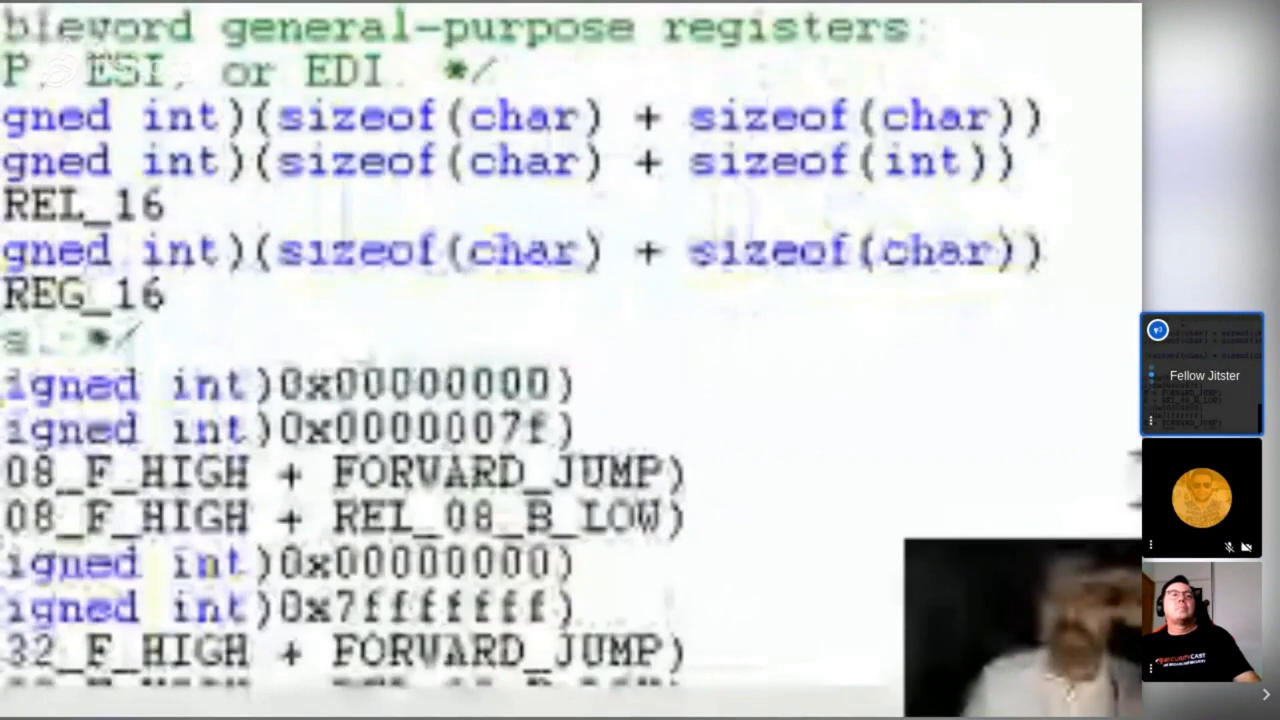 bleword general-purpose registers:
P, ESI, or EDI. */
gned int)(sizeof(char) + sizeof(char))
gned int)(sizeof(char) + sizeof(int))
REL_16
gned int)(sizeof(char) + sizeof(char))
REG_16
*/
igned int)0x00000000)
igned int)0x0000007f)
08_F_HIGH + FORWARD_JUMP)
08_F_HIGH + REL_08_B_LOW)
igned int)0x00000000)
igned int)0x7fffffff)
32_F_HIGH + FORWARD_JUMP)
Fellow Jitster